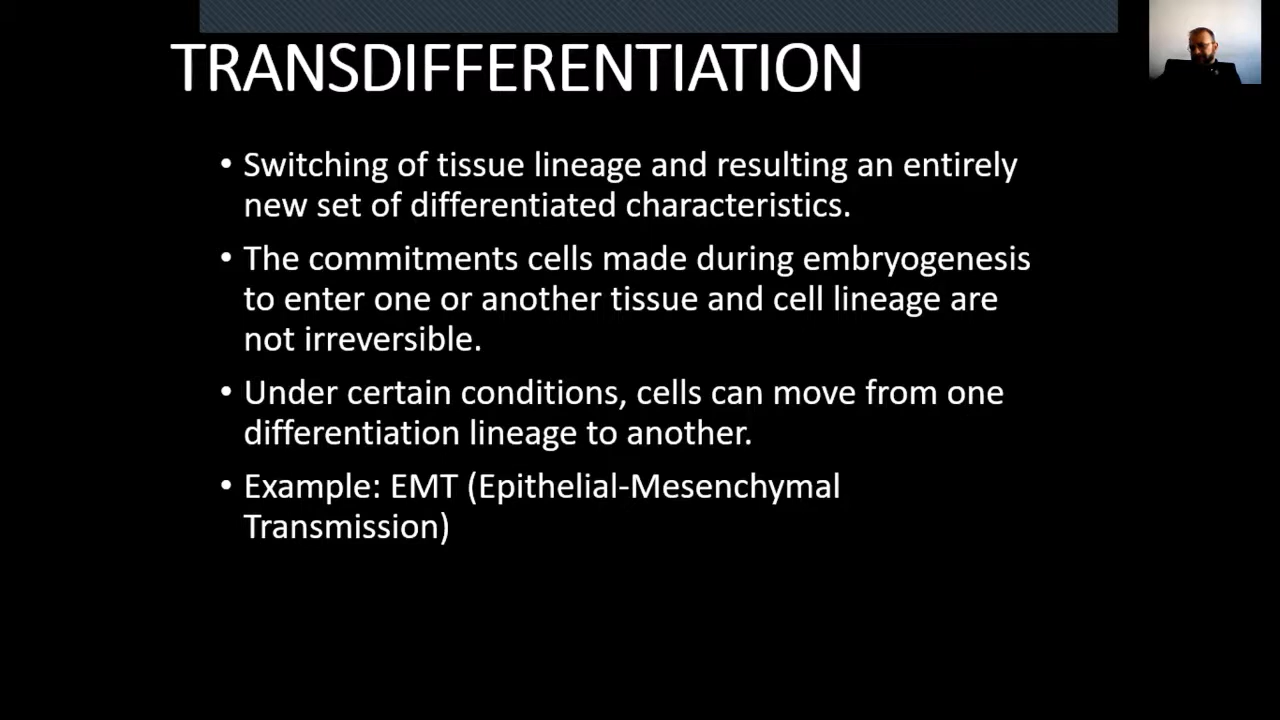 TRANSDIFFERENTIATION
• Switching of tissue lineage and resulting an entirely
new set of differentiated characteristics.
• The commitments cells made during embryogenesis
to enter one or another tissue and cell lineage are
not irreversible.
• Under certain conditions, cells can move from one
differentiation lineage to another.
• Example: EMT (Epithelial-Mesenchymal
Transmission)